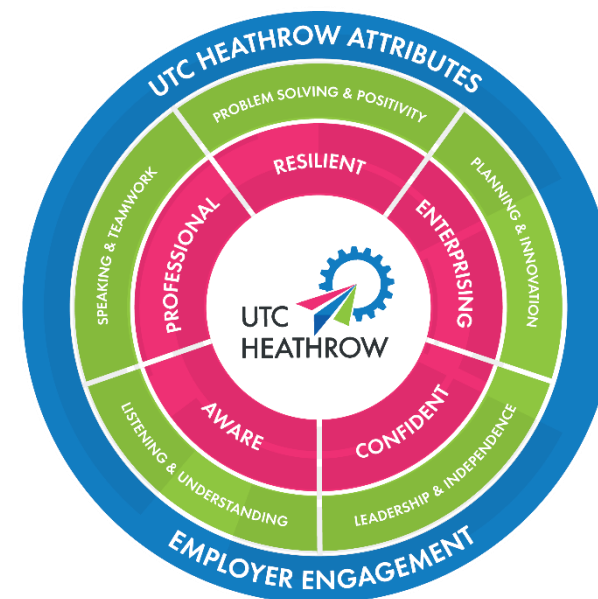 UTC HEATHROW ATTRIBUTES
PROBLEM SOLVING & POSITIVITY
PLANNING & INNOVATION
LEADERSHIP & INDEPENDENCE
LISTENING & UNDERSTANDING
SPEAKING & TEAMWORK
RESILIENT
ENTERPRISING
CONFIDENT
AWARE
PROFESSIONAL
UTC
HEATHROW
EMPLOYER ENGAGEMENT